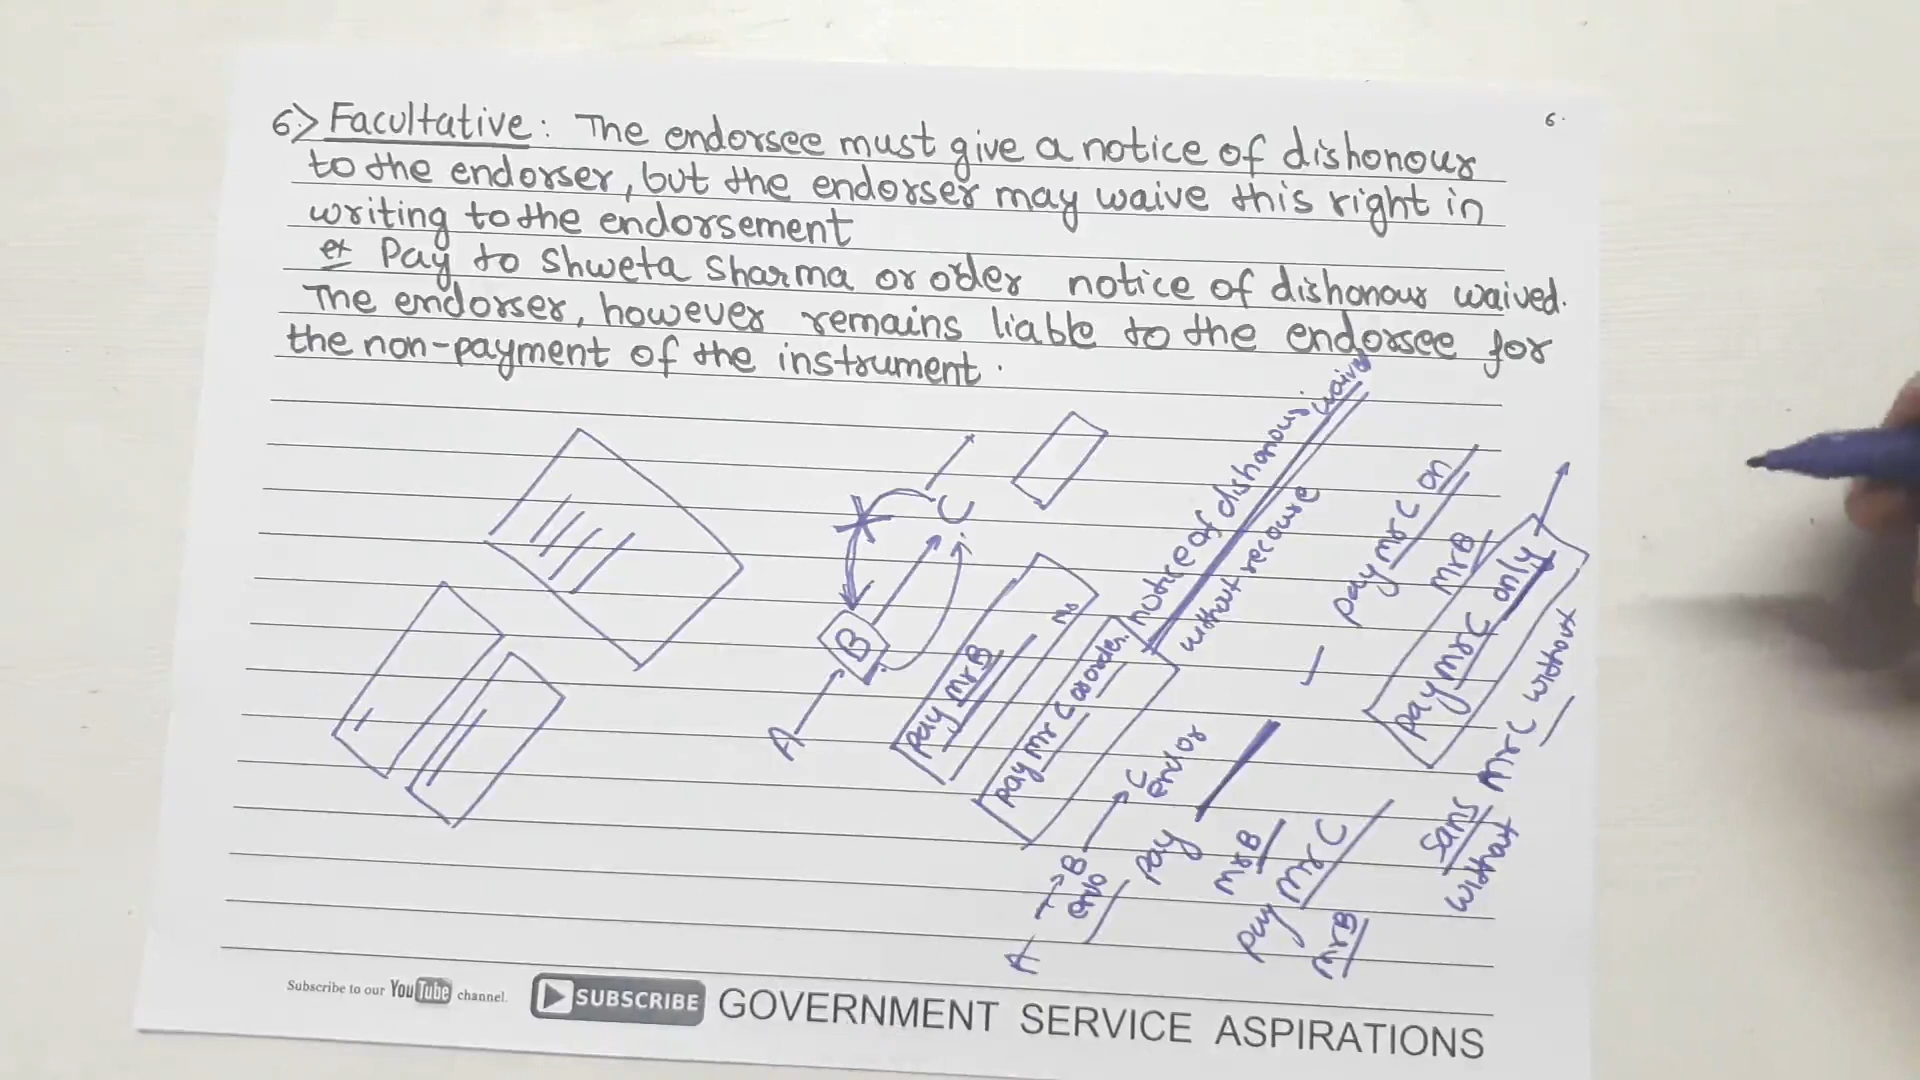 6.
6> Facultative: The endorsee must give a notice of dishonour
to the endorser, but the endorser may waive this right in
writing to the endorsement
ex Pay to Shweta Sharma or order notice of dishonour waived.
The endorser, however remains liable to the endorsee for
the non-payment of the instrument.
C
B
A
pay mr B
pay mr C or order.
notice of dishonour
without recourse
pay mr C on
mr B
pay mr C only
mr C without
sans
without
A → B
C
endor
pay
mr B
pay mr C
mr B
Subscribe to our YouTube channel.
SUBSCRIBE
GOVERNMENT SERVICE ASPIRATIONS